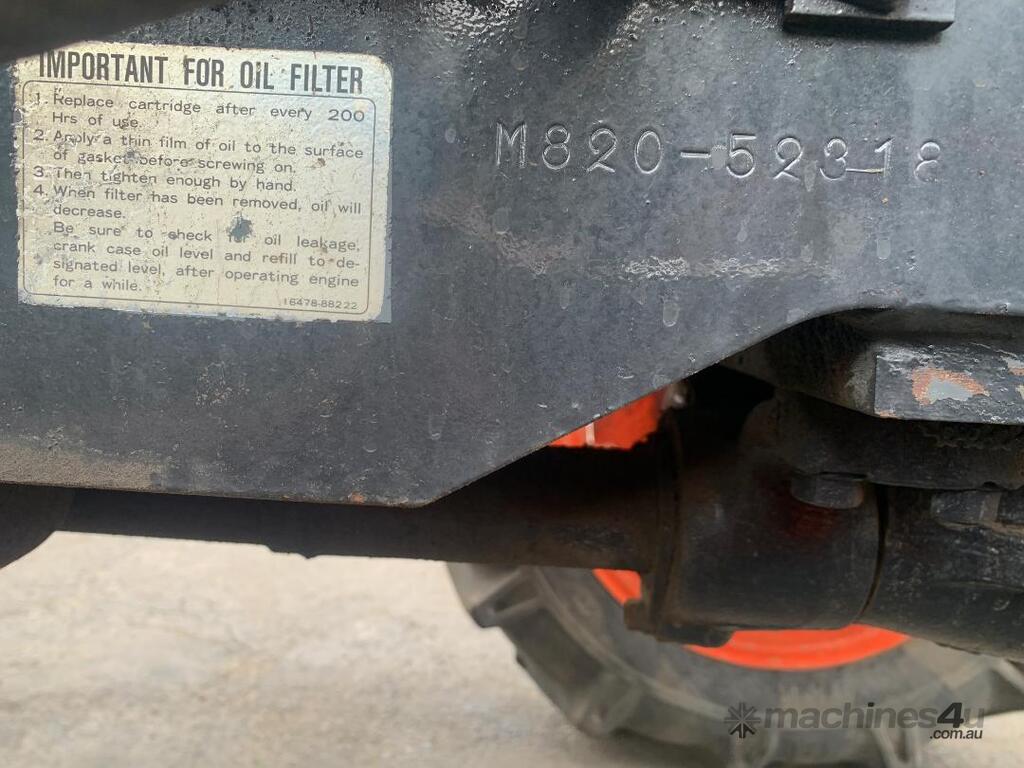 IMPORTANT FOR OIL FILTER
1. Replace cartridge after every 200
Hrs of use.
2. Apply a thin film of oil to the surface
of gasket before screwing on.
3. Then tighten enough by hand.
4. When filter has been removed, oil will
decrease.
Be sure to check oil leakage,
crank case oil level and refill to de-
signated level, after operating engine
for a while.
16478-88222
M820-52318
machines4u
.com.au